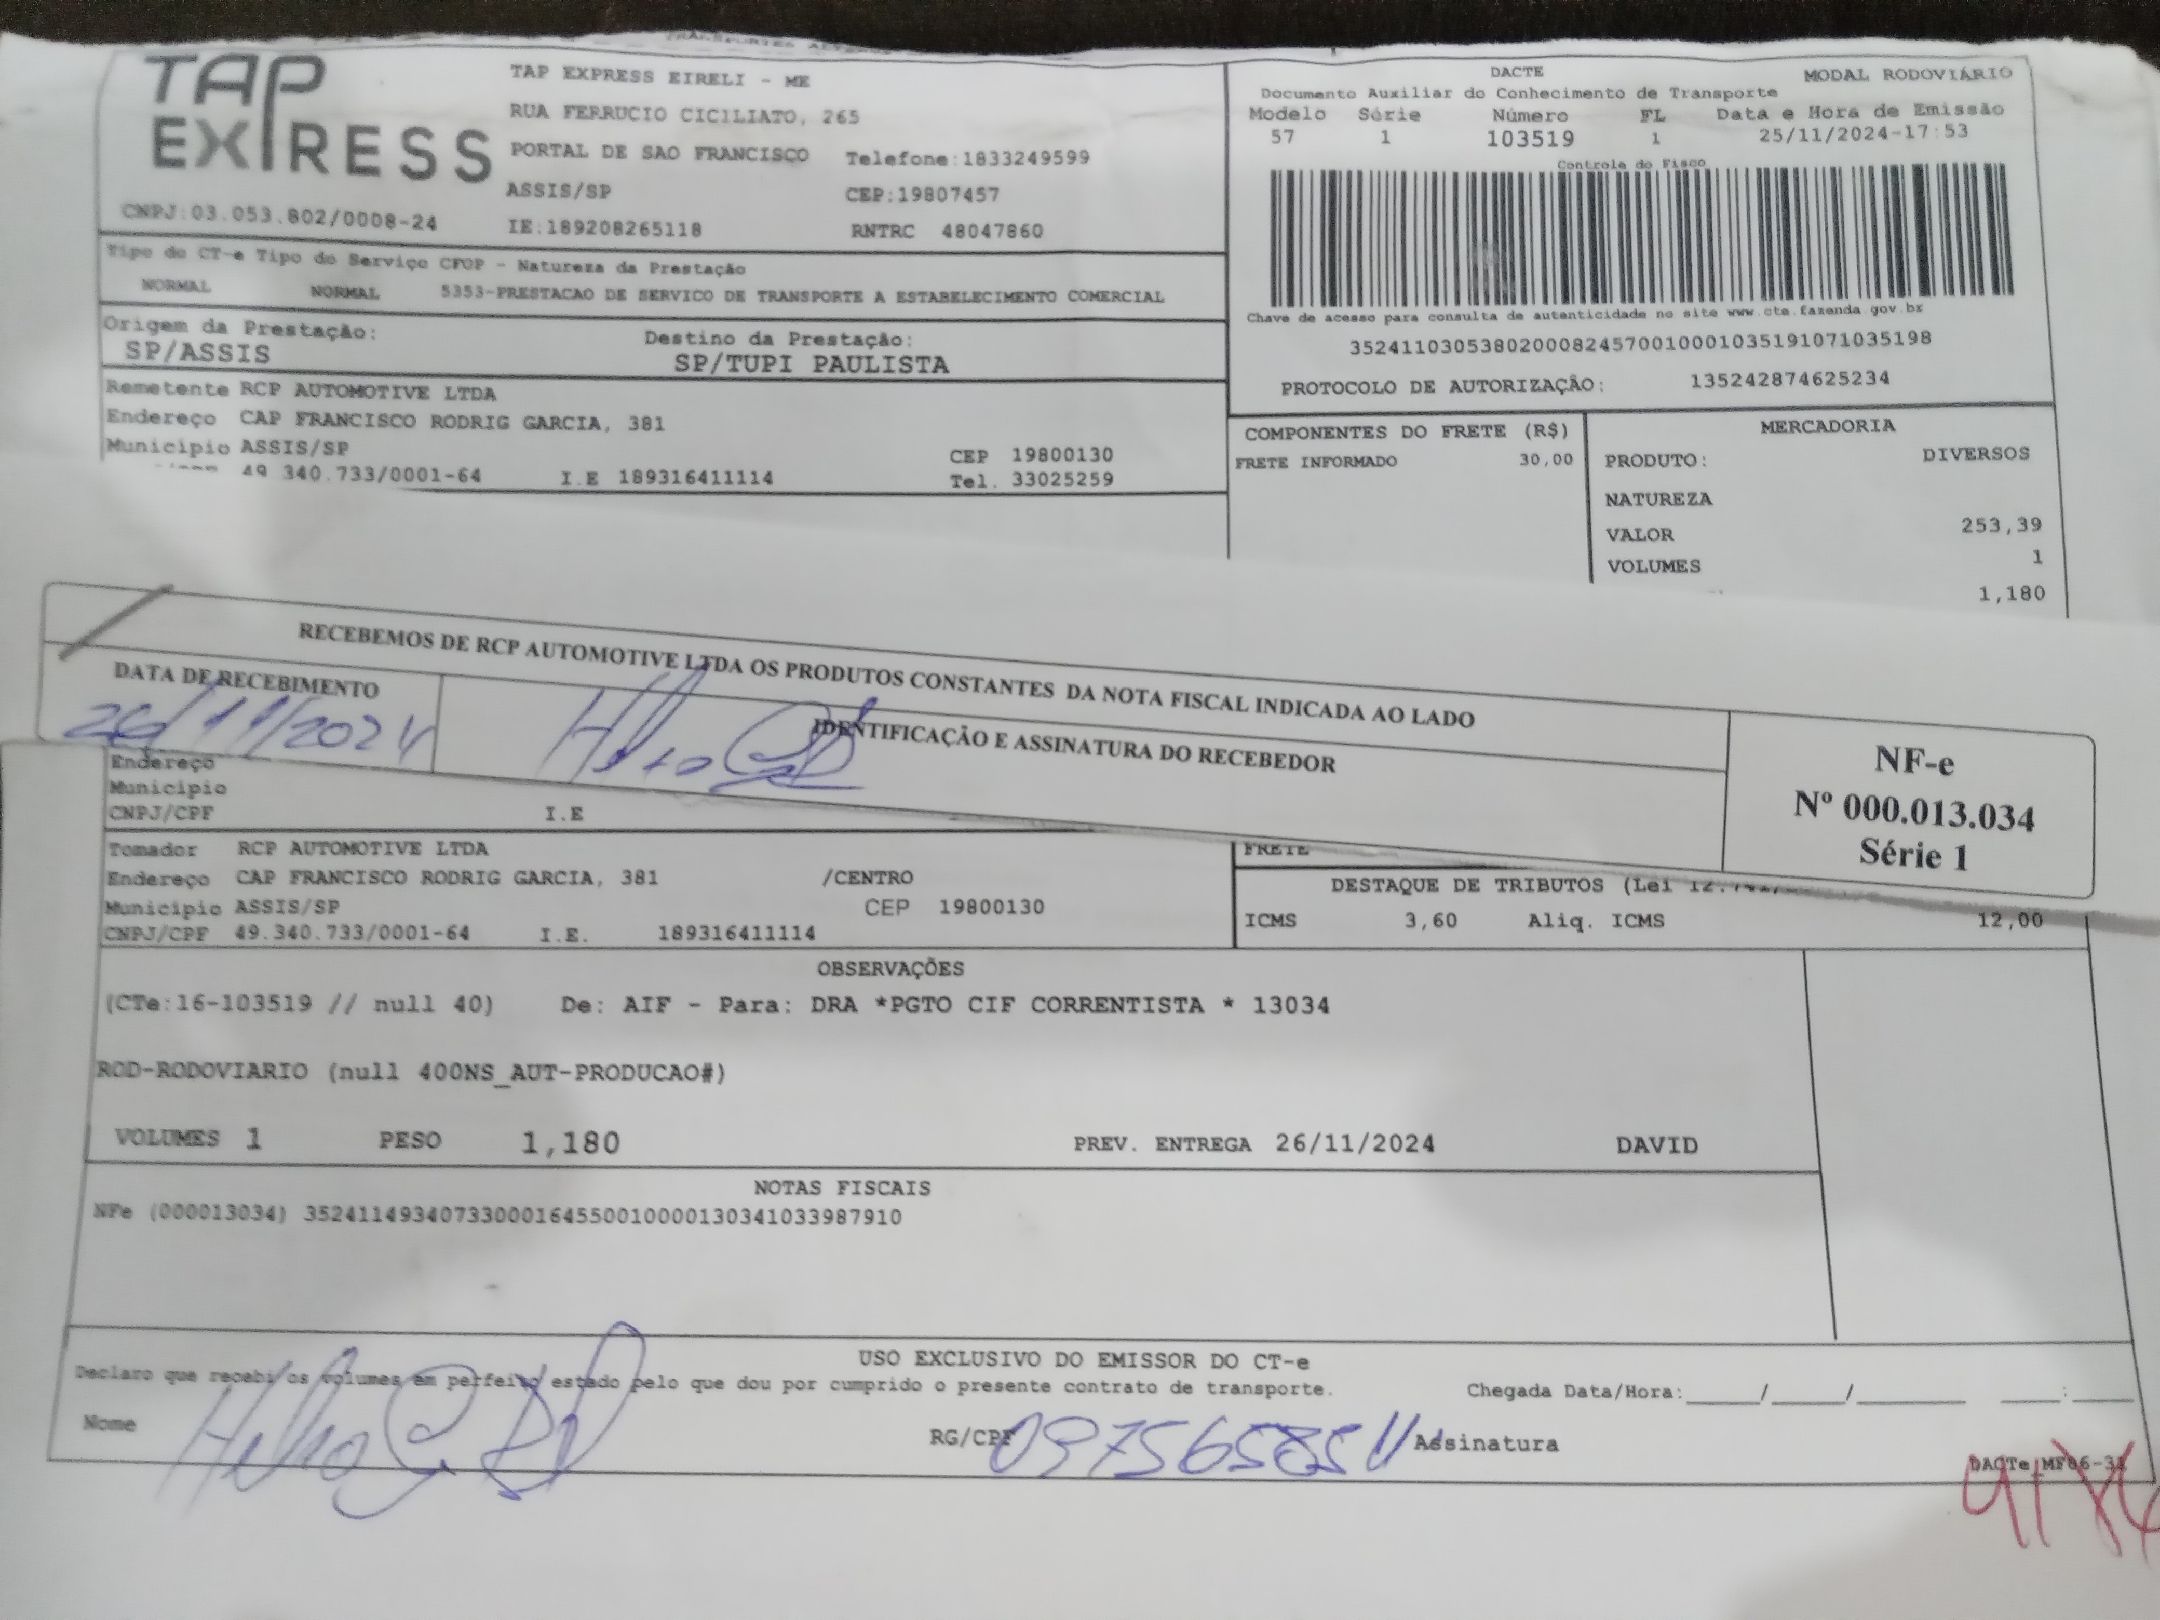 TAP
EXPRESS
TAP EXPRESS EIRELI - ME
RUA FERRUCIO CICILIATO, 265
PORTAL DE SAO FRANCISCO Telefone:1833249599
ASSIS/SP CEP:19807457
CNPJ:03.053.802/0008-24 IE:189208265118 RNTRC 48047860
DACTE MODAL RODOVIÁRIO
Documento Auxiliar do Conhecimento de Transporte
Modelo Série Número FL Data e Hora de Emissão
57 1 103519 1 25/11/2024-17:53
Controle do Fisco
Chave de acesso para consulta de autenticidade no site www.cte.fazenda.gov.br
35241103053802000824570010001035191071035198
PROTOCOLO DE AUTORIZAÇÃO: 135242874625234
Tipo do CT-e Tipo do Serviço CFOP - Natureza da Prestação
NORMAL NORMAL 5353-PRESTACAO DE SERVICO DE TRANSPORTE A ESTABELECIMENTO COMERCIAL
Origem da Prestação: Destino da Prestação:
SP/ASSIS SP/TUPI PAULISTA
Remetente RCP AUTOMOTIVE LTDA
Endereço CAP FRANCISCO RODRIG GARCIA, 381
Município ASSIS/SP CEP 19800130
49.340.733/0001-64 I.E 189316411114 Tel. 33025259
COMPONENTES DO FRETE (R$)
FRETE INFORMADO 30,00
MERCADORIA
PRODUTO: DIVERSOS
NATUREZA
VALOR 253,39
VOLUMES 1
1,180
RECEBEMOS DE RCP AUTOMOTIVE LTDA OS PRODUTOS CONSTANTES DA NOTA FISCAL INDICADA AO LADO
DATA DE RECEBIMENTO
26/11/2024
IDENTIFICAÇÃO E ASSINATURA DO RECEBEDOR
NF-e
Nº 000.013.034
Série 1
Endereço
Município
CNPJ/CPF I.E
Tomador RCP AUTOMOTIVE LTDA
Endereço CAP FRANCISCO RODRIG GARCIA, 381 /CENTRO
Município ASSIS/SP CEP 19800130
CNPJ/CPF 49.340.733/0001-64 I.E. 189316411114
FRETE
DESTAQUE DE TRIBUTOS (Lei
ICMS 3,60 Aliq. ICMS 12,00
OBSERVAÇÕES
(CTe:16-103519 // null 40) De: AIF - Para: DRA *PGTO CIF CORRENTISTA * 13034
ROD-RODOVIARIO (null 400NS_AUT-PRODUCAO#)
VOLUMES 1 PESO 1,180 PREV. ENTREGA 26/11/2024 DAVID
NOTAS FISCAIS
NFe (000013034) 35241149340733000164550010000130341033987910
USO EXCLUSIVO DO EMISSOR DO CT-e
Declaro que recebi os volumes em perfeito estado pelo que dou por cumprido o presente contrato de transporte. Chegada Data/Hora:_____/_____/________ ____:____
Nome RG/CPF Assinatura